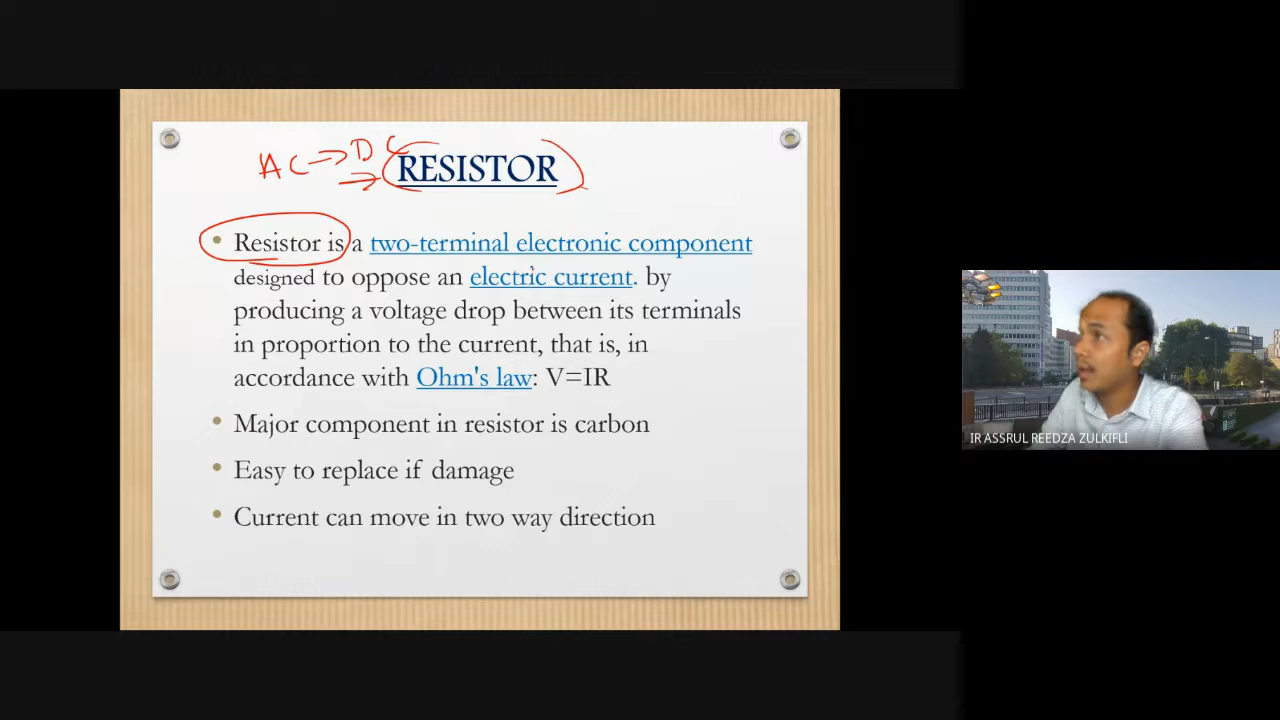 AC → DC
→
RESISTOR
• Resistor is a two-terminal electronic component
designed to oppose an electric current. by
producing a voltage drop between its terminals
in proportion to the current, that is, in
accordance with Ohm's law: V=IR
• Major component in resistor is carbon
• Easy to replace if damage
• Current can move in two way direction
IR ASSRUL REEDZA ZULKIFLI